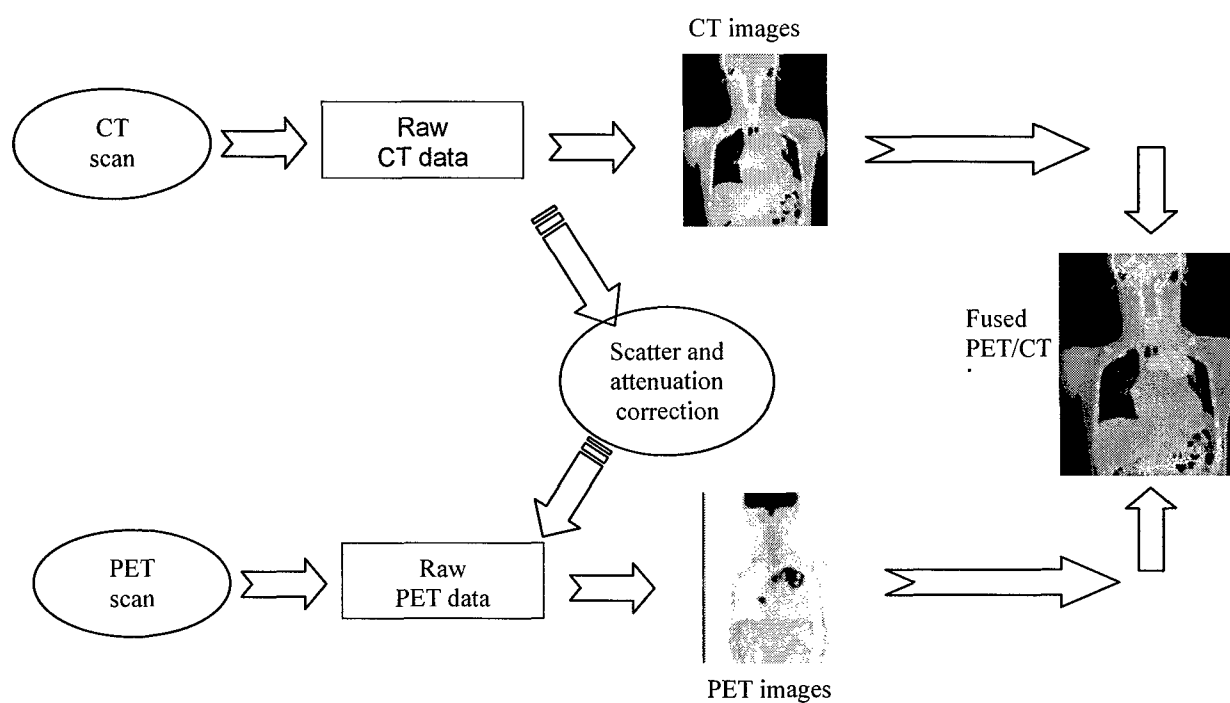 CT images
CT
scan
Raw
CT data
Fused
PET/CT
.
Scatter and
attenuation
correction
PET
scan
Raw
PET data
PET images